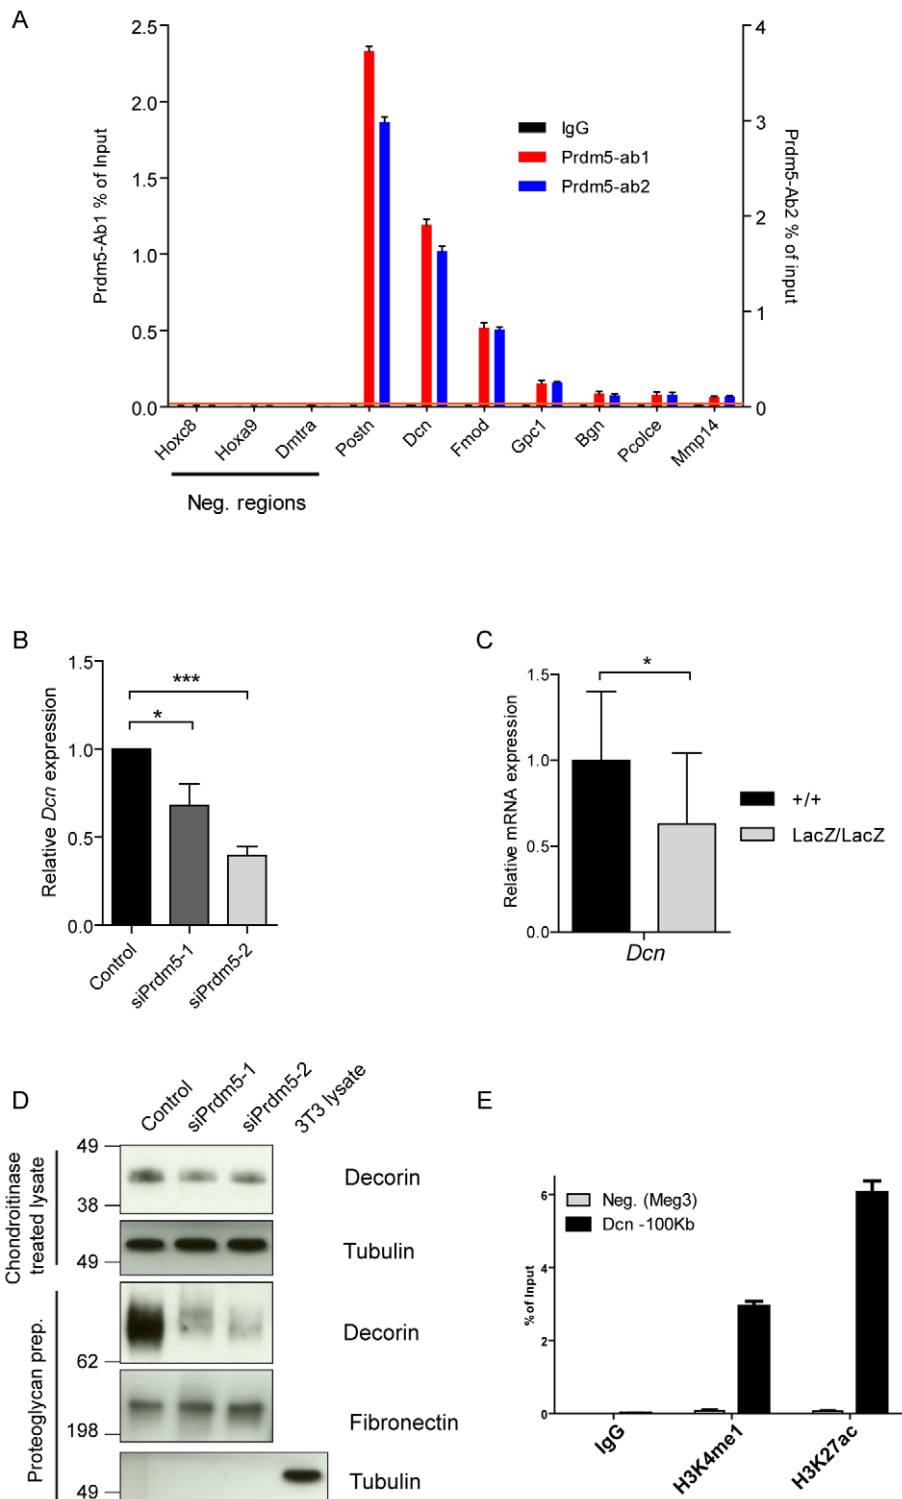 A
2.5
2.0
1.5
1.0
0.5
0.0
Prdm5-Ab1 % of Input
4
3
2
1
0
Prdm5-Ab2 % of input
IgG
Prdm5-ab1
Prdm5-ab2
Hoxc8
Hoxa9
Dmtra
Postn
Dcn
Fmod
Gpc1
Bgn
Pcolce
Mmp14
Neg. regions
B
1.5
1.0
0.5
0.0
Relative Dcn expression
***
*
Control
siPrdm5-1
siPrdm5-2
C
1.5
1.0
0.5
0.0
Relative mRNA expression
*
Dcn
+/+
LacZ/LacZ
D
Control
siPrdm5-1
siPrdm5-2
3T3 lysate
Chondroitinase
treated lysate
49
38
Decorin
49
Tubulin
Proteoglycan prep.
62
Decorin
198
Fibronectin
49
Tubulin
E
6
4
2
0
% of Input
Neg. (Meg3)
Dcn -100Kb
IgG
H3K4me1
H3K27ac